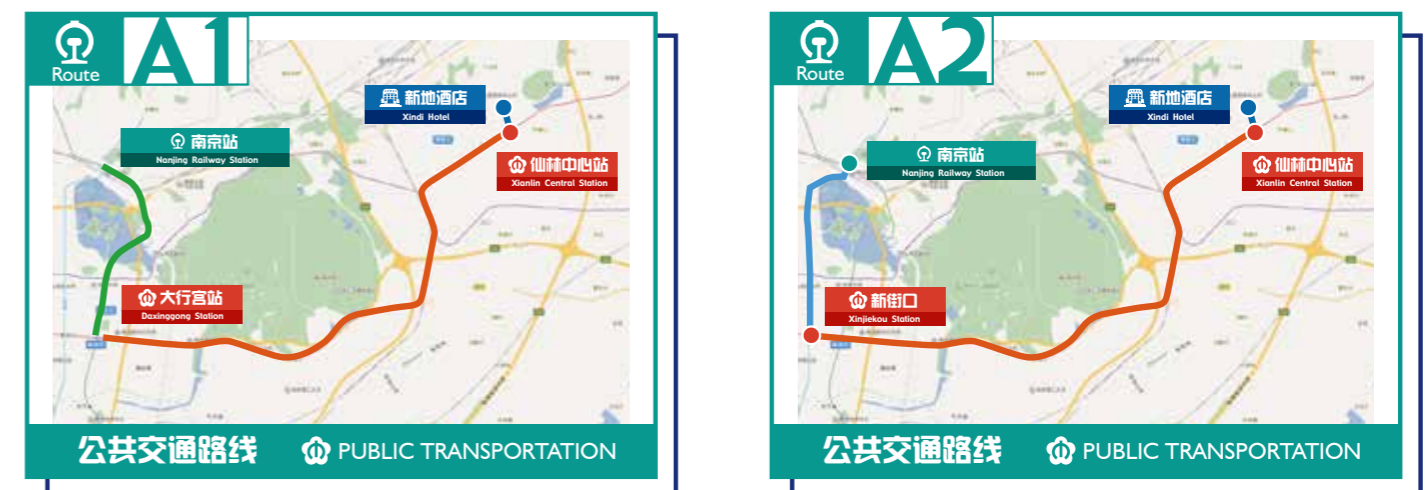 Route
A1
新地酒店
Xindi Hotel
南京站
Nanjing Railway Station
仙林中心站
Xianlin Central Station
大行宫站
Daxinggong Station
公共交通路线
PUBLIC TRANSPORTATION
Route
A2
新地酒店
Xindi Hotel
南京站
Nanjing Railway Station
仙林中心站
Xianlin Central Station
新街口
Xinjiekou Station
公共交通路线
PUBLIC TRANSPORTATION